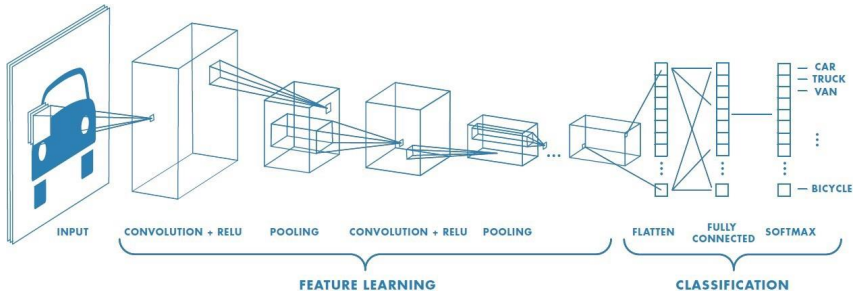 CAR
TRUCK
VAN
BICYCLE
INPUT
CONVOLUTION + RELU
POOLING
CONVOLUTION + RELU
POOLING
FLATTEN
FULLY
CONNECTED
SOFTMAX
FEATURE LEARNING
CLASSIFICATION